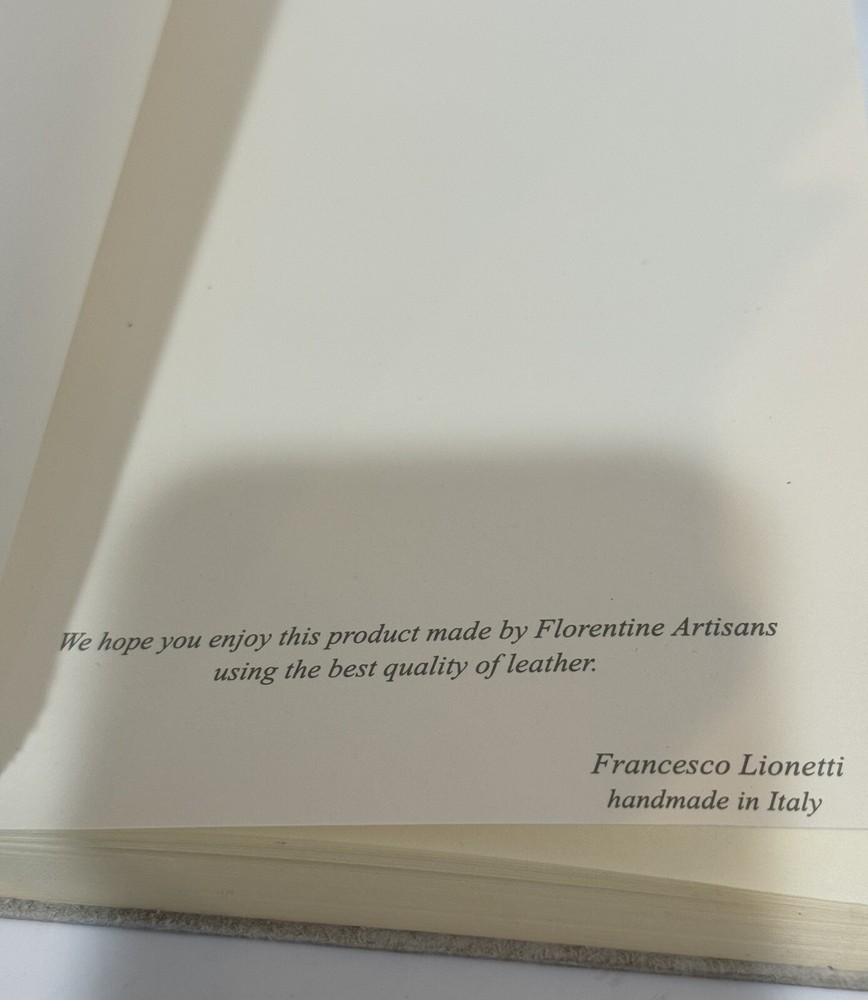 We hope you enjoy this product made by Florentine Artisans
using the best quality of leather.
Francesco Lionetti
handmade in Italy